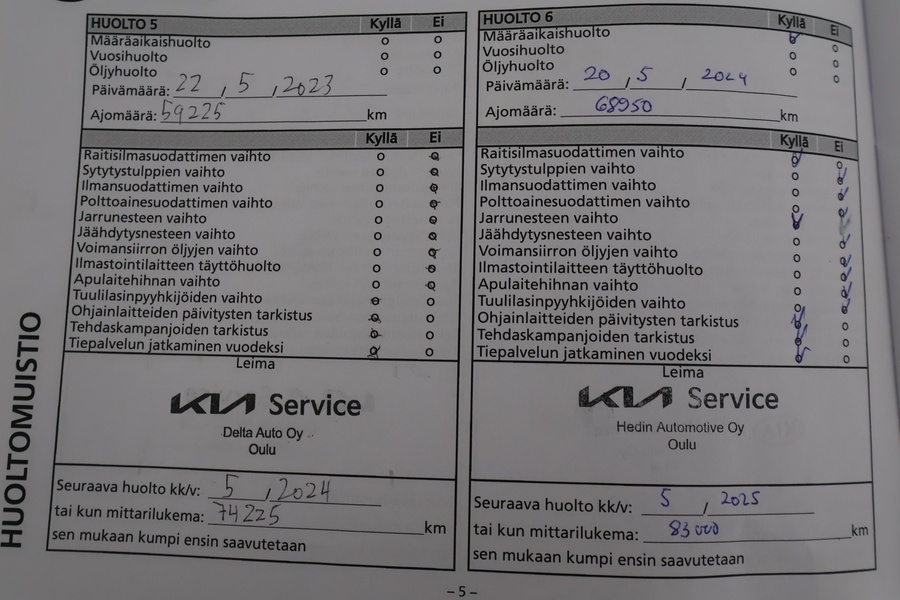 HUOLTO 5 Kyllä Ei
Määräaikaishuolto
Vuosihuolto
Öljyhuolto
Päivämäärä: 22 , 5 , 2023
Ajomäärä: 59225 km
Kyllä Ei
Raitisilmasuodattimen vaihto
Sytytystulppien vaihto
Ilmansuodattimen vaihto
Polttoainesuodattimen vaihto
Jarrunesteen vaihto
Jäähdytysnesteen vaihto
Voimansiirron öljyjen vaihto
Ilmastointilaitteen täyttöhuolto
Apulaitehihnan vaihto
Tuulilasinpyyhkijöiden vaihto
Ohjainlaitteiden päivitysten tarkistus
Tehdaskampanjoiden tarkistus
Tiepalvelun jatkaminen vuodeksi
Leima
KIA Service
Delta Auto Oy
Oulu
Seuraava huolto kk/v: 5 , 2024
tai kun mittarilukema: 74225 km
sen mukaan kumpi ensin saavutetaan
HUOLTO 6 Kyllä Ei
Määräaikaishuolto
Vuosihuolto
Öljyhuolto
Päivämäärä: 20 , 5 , 2024
Ajomäärä: 68950 km
Kyllä Ei
Raitisilmasuodattimen vaihto
Sytytystulppien vaihto
Ilmansuodattimen vaihto
Polttoainesuodattimen vaihto
Jarrunesteen vaihto
Jäähdytysnesteen vaihto
Voimansiirron öljyjen vaihto
Ilmastointilaitteen täyttöhuolto
Apulaitehihnan vaihto
Tuulilasinpyyhkijöiden vaihto
Ohjainlaitteiden päivitysten tarkistus
Tehdaskampanjoiden tarkistus
Tiepalvelun jatkaminen vuodeksi
Leima
KIA Service
Hedin Automotive Oy
Oulu
Seuraava huolto kk/v: 5 , 2025
tai kun mittarilukema: 83000 km
sen mukaan kumpi ensin saavutetaan
HUOLTOMUISTIO
- 5 -